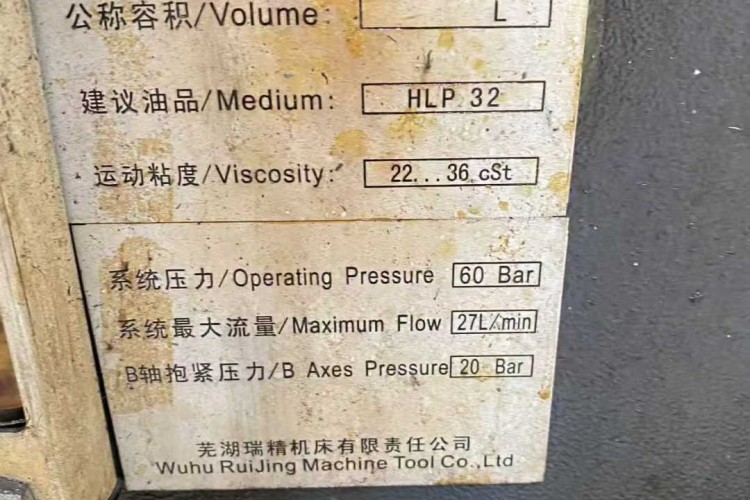 公称容积/Volume: L
建议油品/Medium: HLP 32
运动粘度/Viscosity: 22...36 cSt
系统压力/Operating Pressure 60 Bar
系统最大流量/Maximum Flow 27L/min
B轴抱紧压力/B Axes Pressure 20 Bar
芜湖瑞精机床有限责任公司
Wuhu RuiJing Machine Tool Co.,Ltd